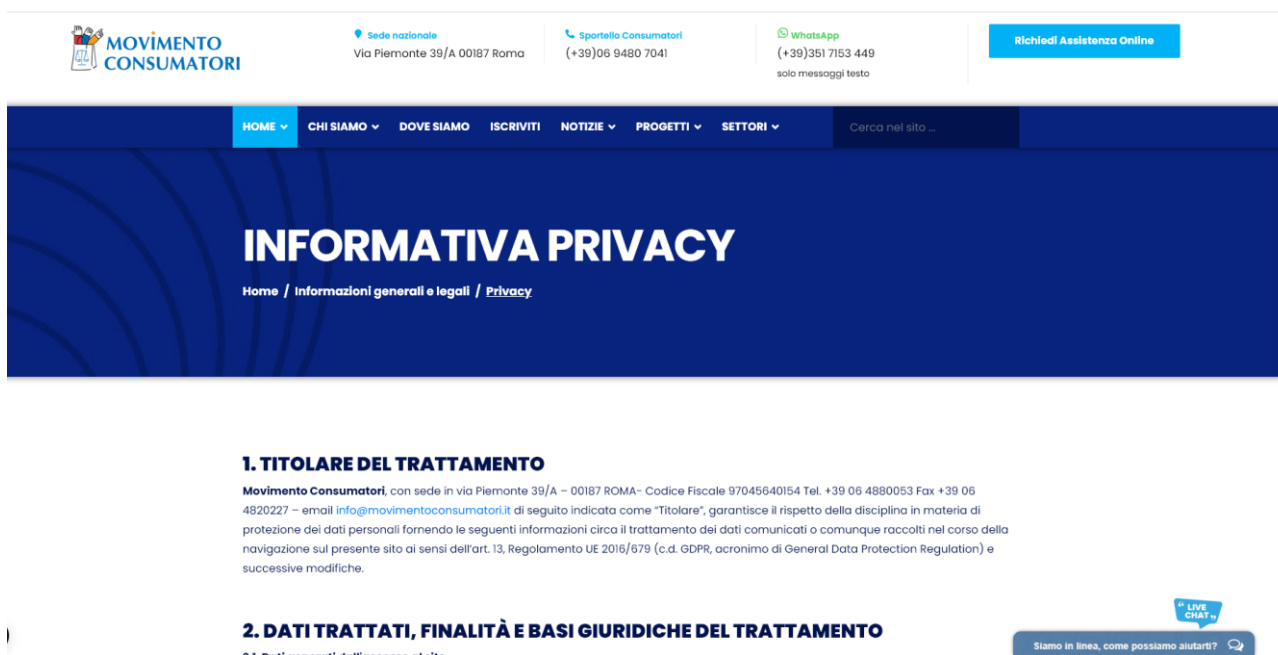 MOVIMENTO
CONSUMATORI
Sede nazionale
Via Piemonte 39/A 00187 Roma
Sportello Consumatori
(+39)06 9480 7041
WhatsApp
(+39)351 7153 449
solo messaggi testo
Richiedi Assistenza Online
HOME CHI SIAMO DOVE SIAMO ISCRIVITI NOTIZIE PROGETTI SETTORI Cerca nel sito ...
INFORMATIVA PRIVACY
Home / Informazioni generali e legali / Privacy
1. TITOLARE DEL TRATTAMENTO
Movimento Consumatori, con sede in via Piemonte 39/A – 00187 ROMA- Codice Fiscale 97045640154 Tel. +39 06 4880053 Fax +39 06
4820227 – email info@movimentoconsumatori.it di seguito indicata come “Titolare”, garantisce il rispetto della disciplina in materia di
protezione dei dati personali fornendo le seguenti informazioni circa il trattamento dei dati comunicati o comunque raccolti nel corso della
navigazione sul presente sito ai sensi dell’art. 13, Regolamento UE 2016/679 (c.d. GDPR, acronimo di General Data Protection Regulation) e
successive modifiche.
2. DATI TRATTATI, FINALITÀ E BASI GIURIDICHE DEL TRATTAMENTO
“ LIVE
CHAT ”
Siamo in linea, come possiamo aiutarti?